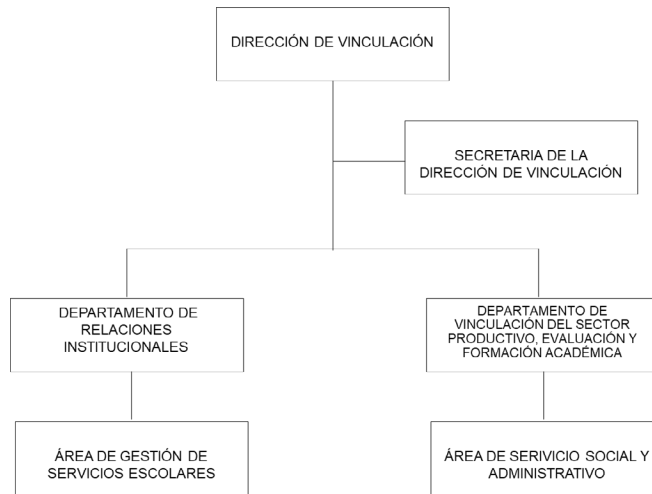 DIRECCIÓN DE VINCULACIÓN
SECRETARIA DE LA
DIRECCIÓN DE VINCULACIÓN
DEPARTAMENTO DE
RELACIONES
INSTITUCIONALES
DEPARTAMENTO DE
VINCULACIÓN DEL SECTOR
PRODUCTIVO, EVALUACIÓN Y
FORMACIÓN ACADÉMICA
ÁREA DE GESTIÓN DE
SERVICIOS ESCOLARES
ÁREA DE SERIVICIO SOCIAL Y
ADMINISTRATIVO